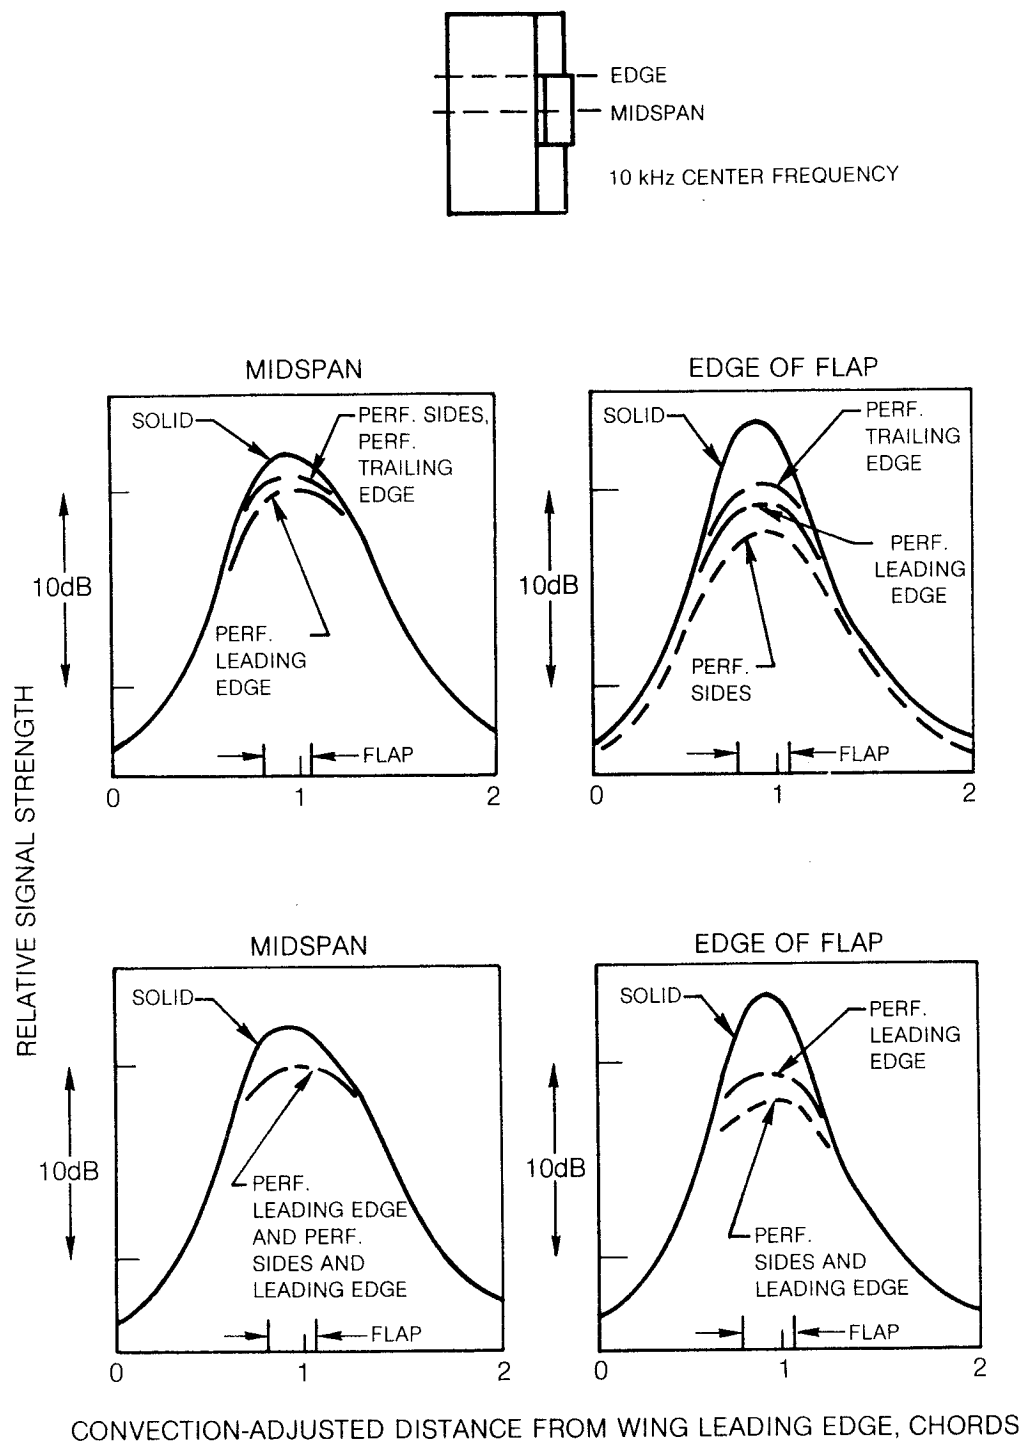 EDGE
MIDSPAN
10 kHz CENTER FREQUENCY
MIDSPAN
SOLID
PERF. SIDES,
PERF.
TRAILING
EDGE
10dB
PERF.
LEADING
EDGE
FLAP
0
1
2
EDGE OF FLAP
SOLID
PERF.
TRAILING
EDGE
10dB
PERF.
LEADING
EDGE
PERF.
SIDES
FLAP
0
1
2
RELATIVE SIGNAL STRENGTH
MIDSPAN
SOLID
10dB
PERF.
LEADING EDGE
AND PERF.
SIDES AND
LEADING EDGE
FLAP
0
1
2
EDGE OF FLAP
SOLID
PERF.
LEADING
EDGE
10dB
PERF.
SIDES AND
LEADING EDGE
FLAP
0
1
2
CONVECTION-ADJUSTED DISTANCE FROM WING LEADING EDGE, CHORDS